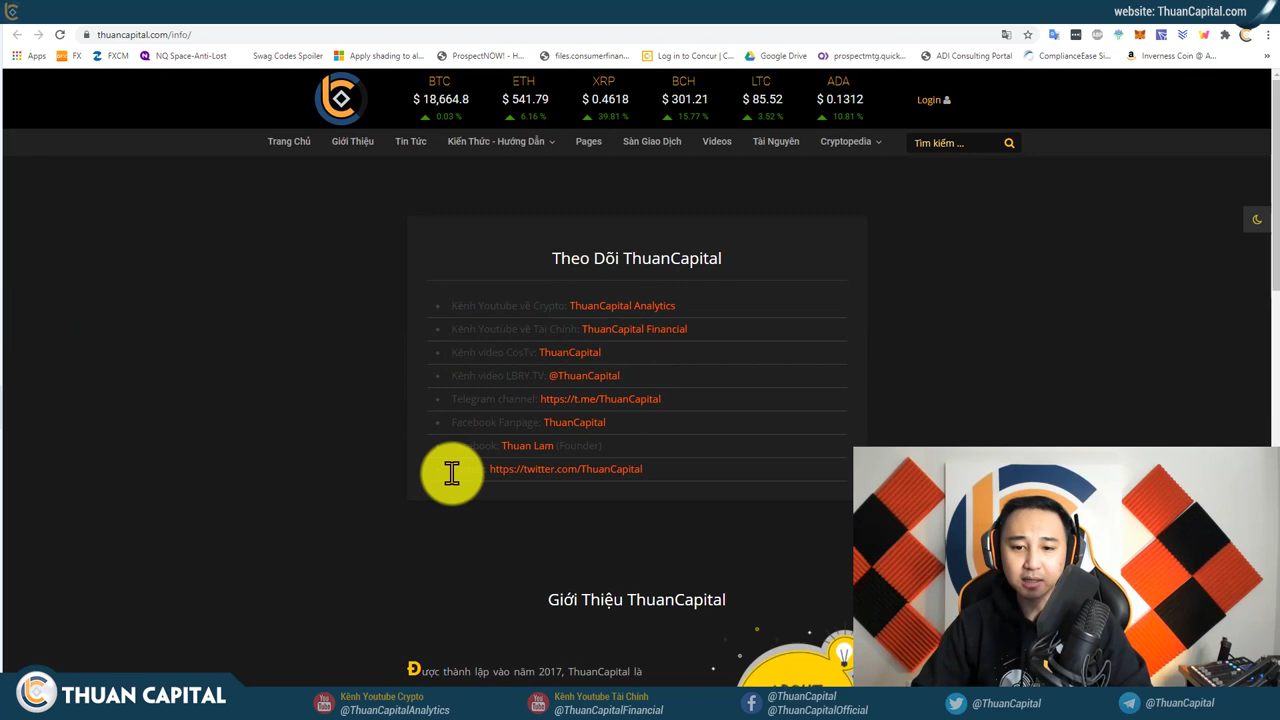 website: ThuanCapital.com
thuancapital.com/info/
Apps FX FXCM NQ Space-Anti-Lost Swag Codes Spoiler Apply shading to al... ProspectNOW! - H... files.consumerfinan... Log in to Concur | C... Google Drive prospectmtg.quick... ADI Consulting Portal ComplianceEase Si... Inverness Coin @ A...
BTC ETH XRP BCH LTC ADA
$ 18,664.8 $ 541.79 $ 0.4618 $ 301.21 $ 85.52 $ 0.1312
0.03 % 6.16 % 39.81 % 15.77 % 3.52 % 10.81 %
Login
Trang Chủ Giới Thiệu Tin Tức Kiến Thức - Hướng Dẫn Pages Sàn Giao Dịch Videos Tài Nguyên Cryptopedia Tìm kiếm ...
Theo Dõi ThuanCapital
Kênh Youtube về Crypto: ThuanCapital Analytics
Kênh Youtube về Tài Chính: ThuanCapital Financial
Kênh video CosTv: ThuanCapital
Kênh video LBRY.TV: @ThuanCapital
Telegram channel: https://t.me/ThuanCapital
Facebook Fanpage: ThuanCapital
Thuan Lam (Founder)
https://twitter.com/ThuanCapital
Giới Thiệu ThuanCapital
Được thành lập vào năm 2017, ThuanCapital là
THUAN CAPITAL
Kênh Youtube Crypto
@ThuanCapitalAnalytics
Kênh Youtube Tài Chính
@ThuanCapitalFinancial
@ThuanCapital
@ThuanCapitalOfficial
@ThuanCapital
@ThuanCapital